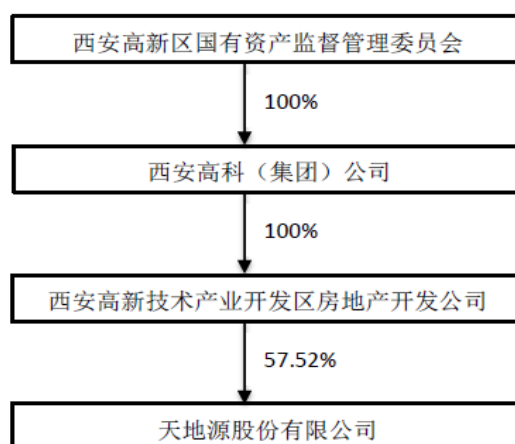 西安高新区国有资产监督管理委员会
100%
西安高科（集团）公司
100%
西安高新技术产业开发区房地产开发公司
57.52%
天地源股份有限公司